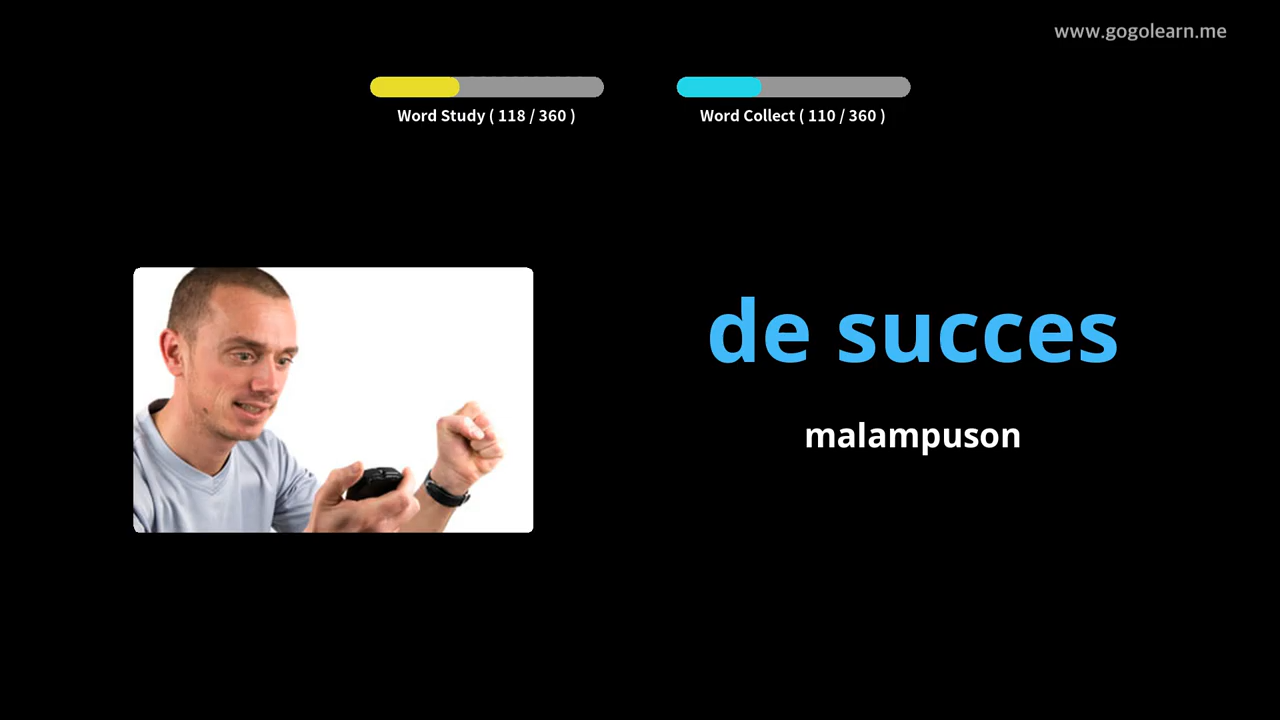 www.gogolearn.me
Word Study ( 118 / 360 )
Word Collect ( 110 / 360 )
de succes
malampuson